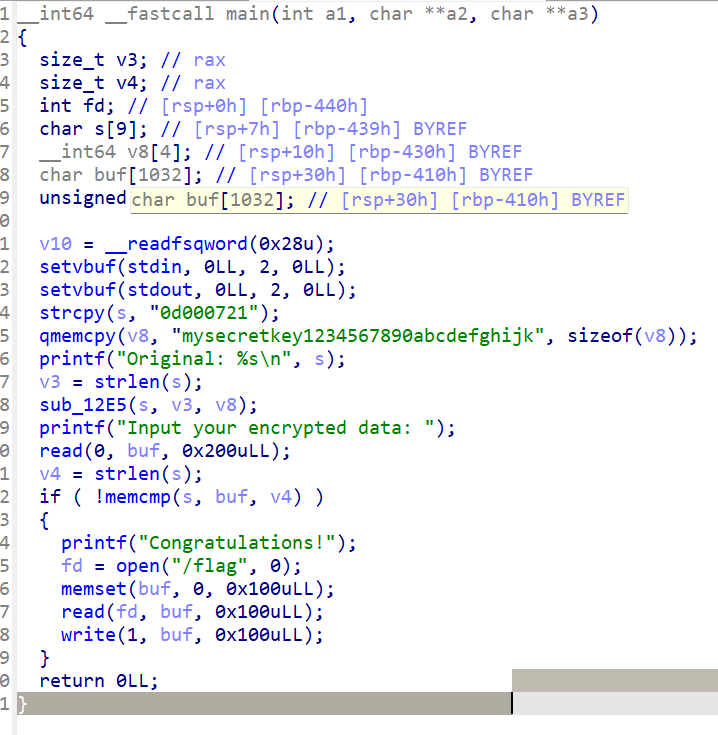 1 __int64 __fastcall main(int a1, char **a2, char **a3)
2 {
3   size_t v3; // rax
4   size_t v4; // rax
5   int fd; // [rsp+0h] [rbp-440h]
6   char s[9]; // [rsp+7h] [rbp-439h] BYREF
7   __int64 v8[4]; // [rsp+10h] [rbp-430h] BYREF
8   char buf[1032]; // [rsp+30h] [rbp-410h] BYREF
9   unsigned char buf[1032]; // [rsp+30h] [rbp-410h] BYREF
0
1   v10 = __readfsqword(0x28u);
2   setvbuf(stdin, 0LL, 2, 0LL);
3   setvbuf(stdout, 0LL, 2, 0LL);
4   strcpy(s, "0d000721");
5   qmemcpy(v8, "mysecretkey1234567890abcdefghijk", sizeof(v8));
6   printf("Original: %s\n", s);
7   v3 = strlen(s);
8   sub_12E5(s, v3, v8);
9   printf("Input your encrypted data: ");
0   read(0, buf, 0x200uLL);
1   v4 = strlen(s);
2   if ( !memcmp(s, buf, v4) )
3   {
4     printf("Congratulations!");
5     fd = open("/flag", 0);
6     memset(buf, 0, 0x100uLL);
7     read(fd, buf, 0x100uLL);
8     write(1, buf, 0x100uLL);
9   }
0   return 0LL;
1 }